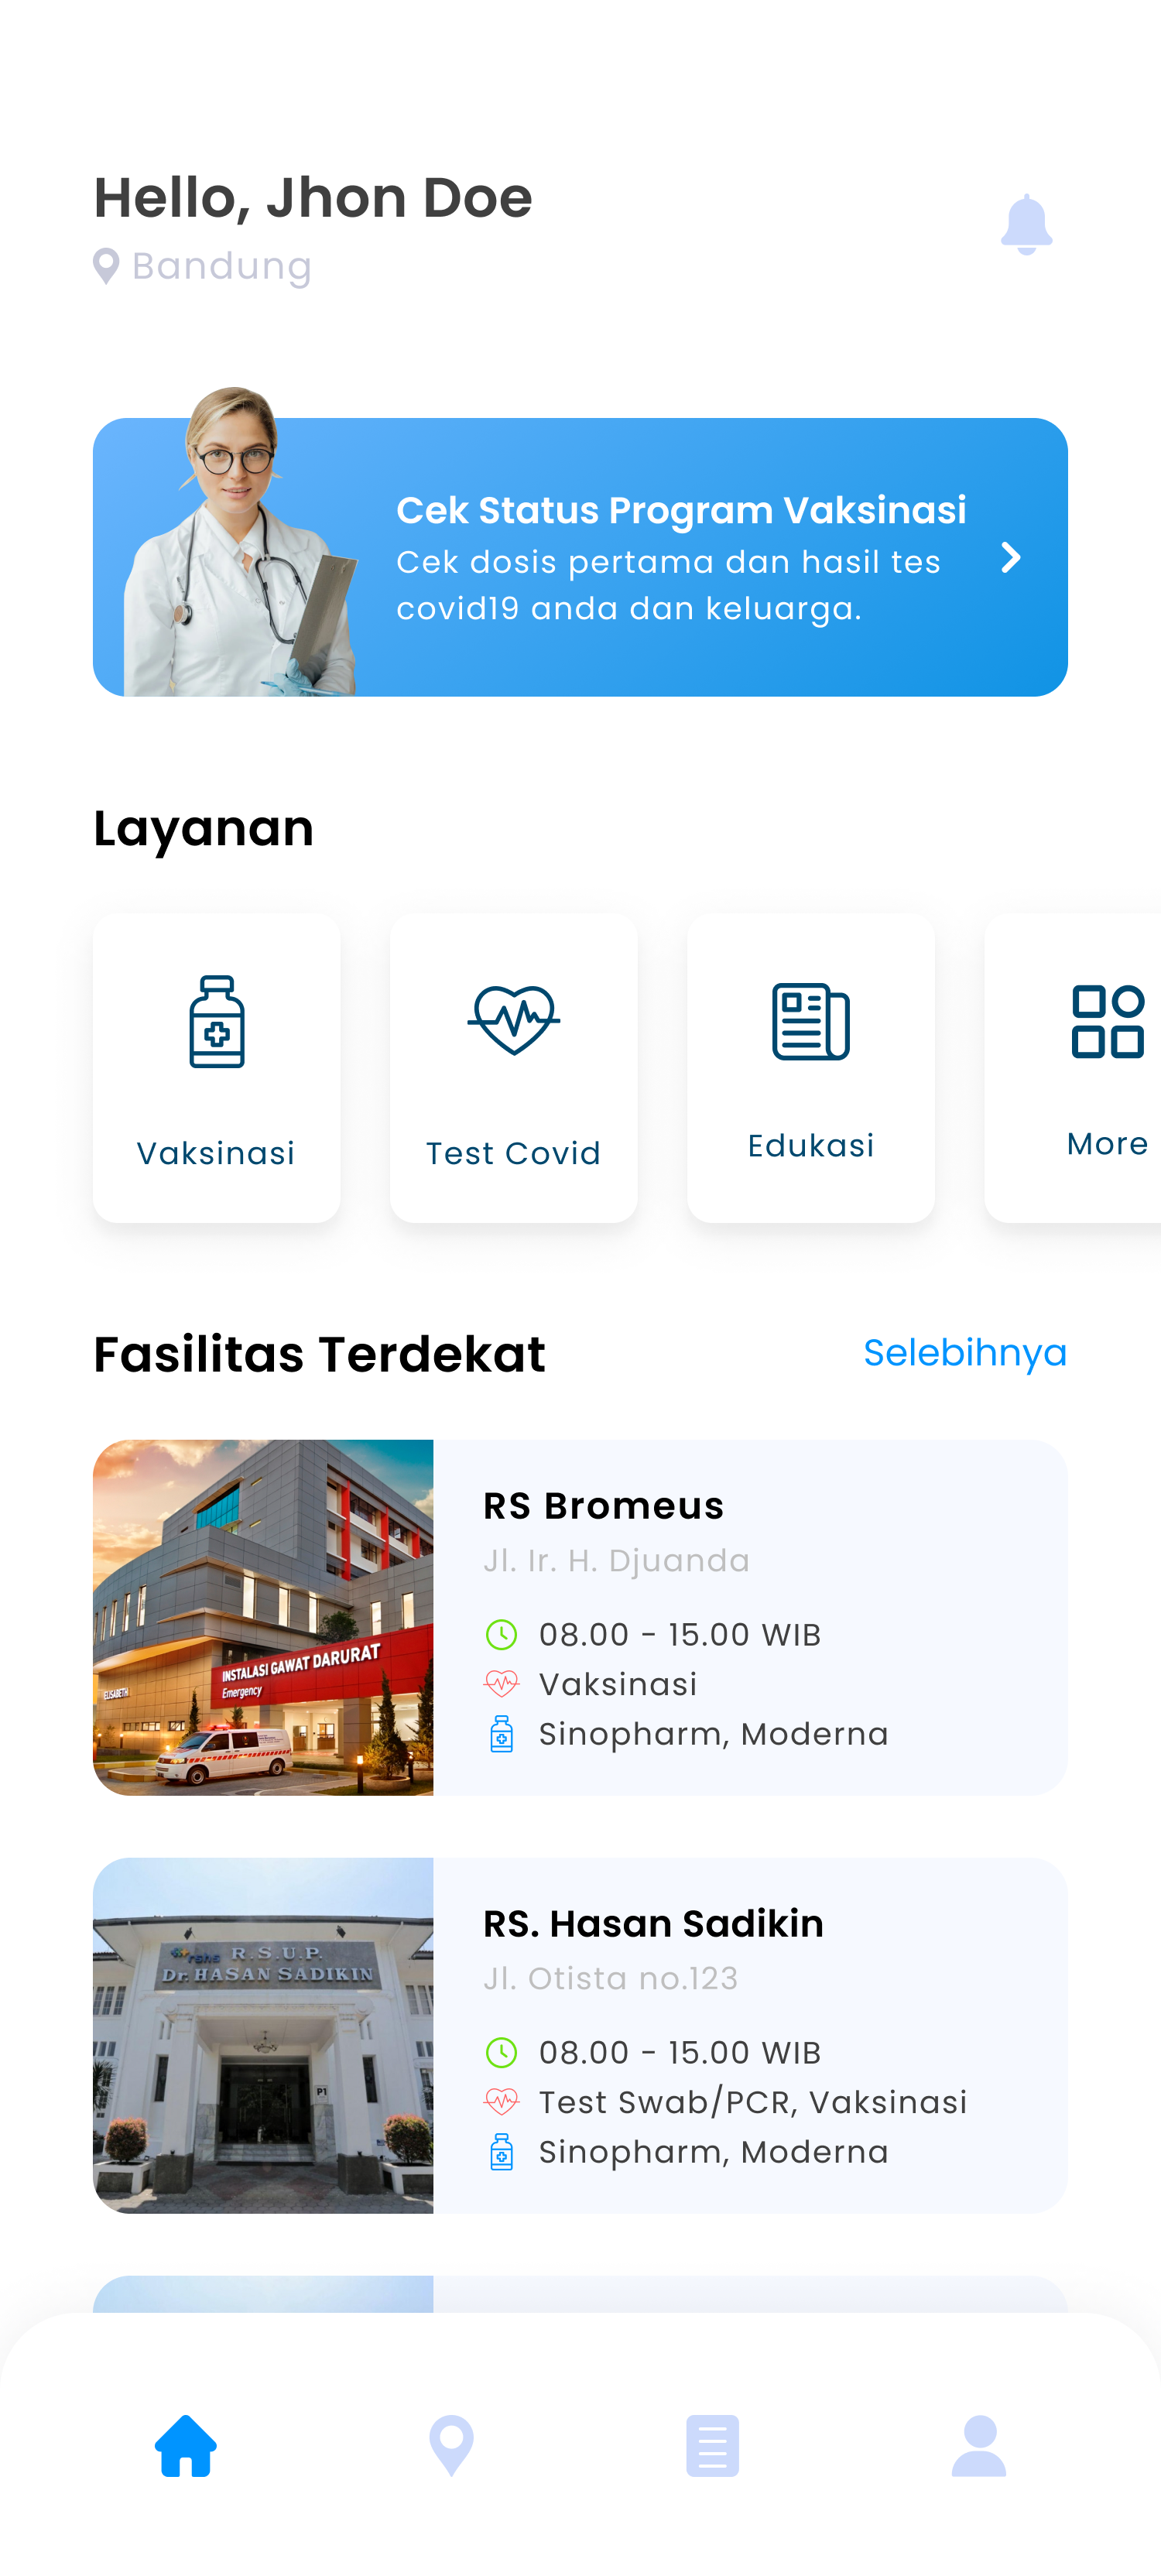 Hello, Jhon Doe
Bandung
Cek Status Program Vaksinasi
Cek dosis pertama dan hasil tes
covid19 anda dan keluarga.
Layanan
Vaksinasi
Test Covid
Edukasi
More
Fasilitas Terdekat
Selebihnya
INSTALASI GAWAT DARURAT
Emergency
ELISABETH
RS Bromeus
Jl. Ir. H. Djuanda
08.00 - 15.00 WIB
Vaksinasi
Sinopharm, Moderna
rshs R.S.U.P.
Dr. HASAN SADIKIN
P1
RS. Hasan Sadikin
Jl. Otista no.123
08.00 - 15.00 WIB
Test Swab/PCR, Vaksinasi
Sinopharm, Moderna